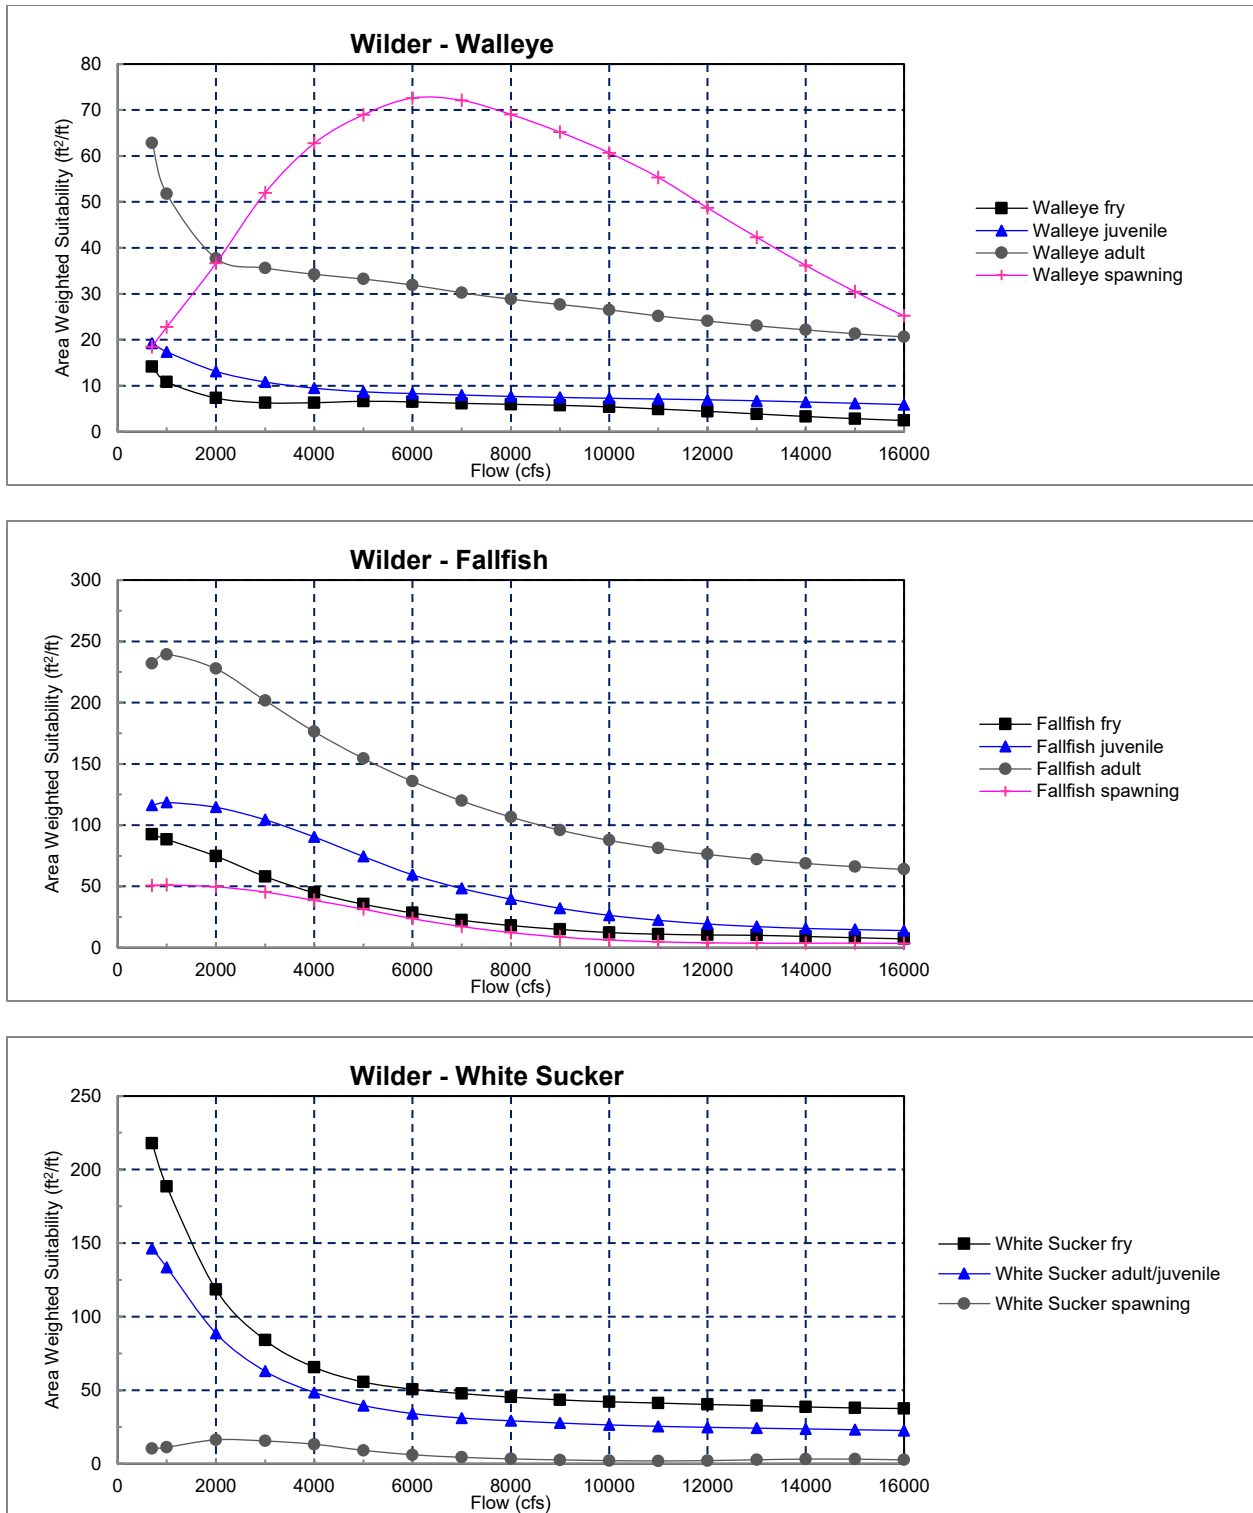 Wilder - Walleye
Area Weighted Suitability (ft²/ft)
80
70
60
50
40
30
20
10
0
0 2000 4000 6000 8000 10000 12000 14000 16000
Flow (cfs)
Walleye fry
Walleye juvenile
Walleye adult
Walleye spawning
Wilder - Fallfish
Area Weighted Suitability (ft²/ft)
300
250
200
150
100
50
0
0 2000 4000 6000 8000 10000 12000 14000 16000
Flow (cfs)
Fallfish fry
Fallfish juvenile
Fallfish adult
Fallfish spawning
Wilder - White Sucker
Area Weighted Suitability (ft²/ft)
250
200
150
100
50
0
0 2000 4000 6000 8000 10000 12000 14000 16000
Flow (cfs)
White Sucker fry
White Sucker adult/juvenile
White Sucker spawning